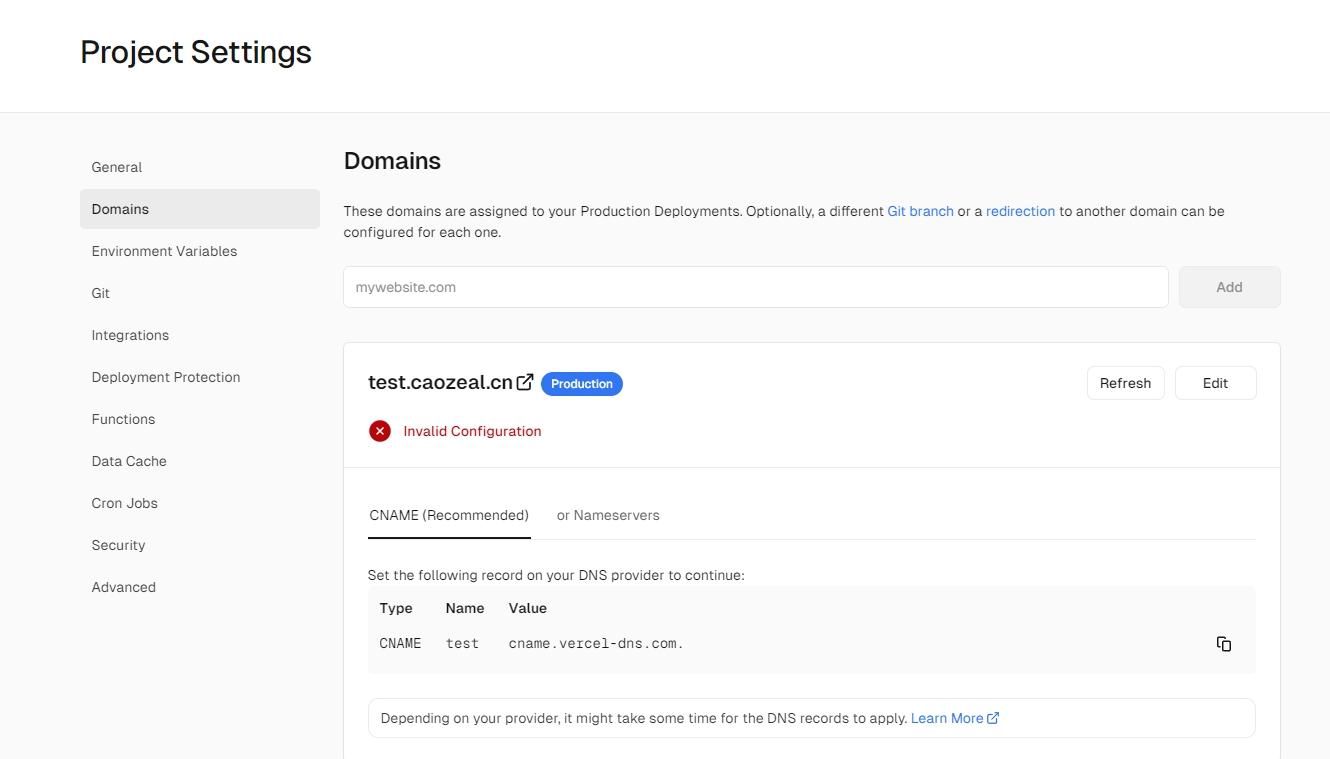 Project Settings
General
Domains
Environment Variables
Git
Integrations
Deployment Protection
Functions
Data Cache
Cron Jobs
Security
Advanced
Domains
These domains are assigned to your Production Deployments. Optionally, a different Git branch or a redirection to another domain can be
configured for each one.
mywebsite.com
Add
test.caozeal.cn
Production
Refresh
Edit
Invalid Configuration
CNAME (Recommended)
or Nameservers
Set the following record on your DNS provider to continue:
Type Name Value
CNAME test cname.vercel-dns.com.
Depending on your provider, it might take some time for the DNS records to apply. Learn More